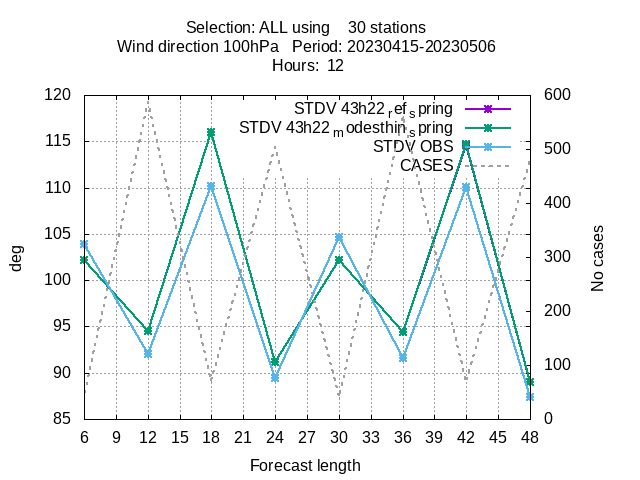 Selection: ALL using    30 stations
Wind direction 100hPa   Period: 20230415-20230506
Hours: 12
STDV 43h22_ref_spring
STDV 43h22_modesthin_spring
STDV OBS
CASES
120
115
110
105
100
95
90
85
600
500
400
300
200
100
0
deg
No cases
6 9 12 15 18 21 24 27 30 33 36 39 42 45 48
Forecast length